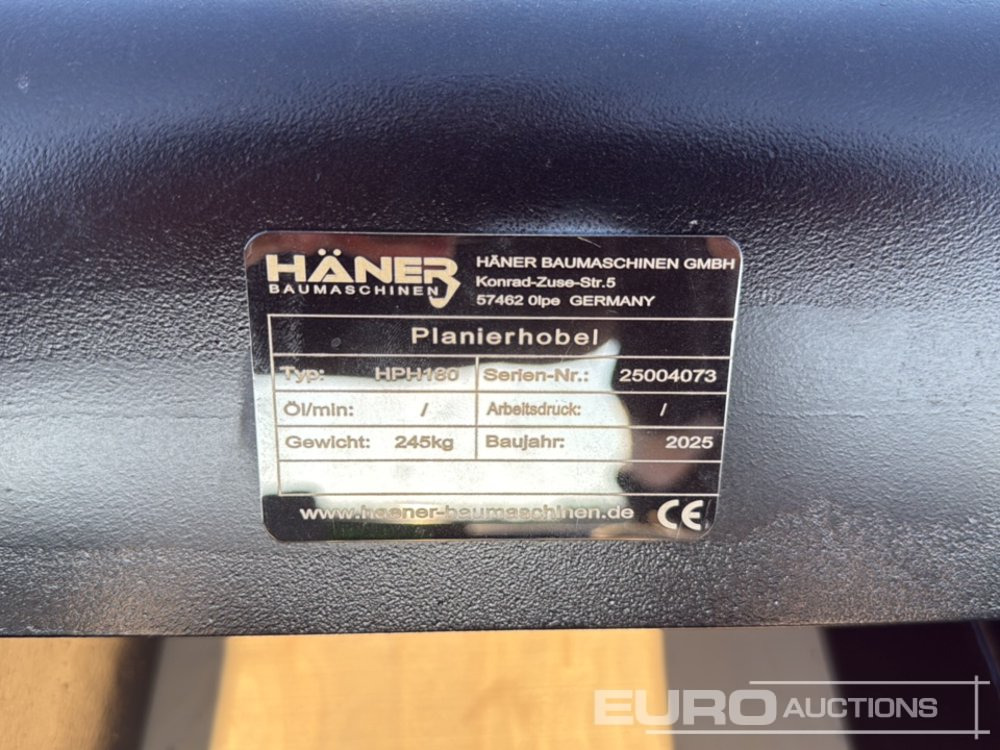 HÄNER
BAUMASCHINEN
HÄNER BAUMASCHINEN GMBH
Konrad-Zuse-Str.5
57462 Olpe GERMANY
Planierhobel
Typ: HPH180 Serien-Nr.: 25004073
Öl/min: / Arbeitsdruck: /
Gewicht: 245kg Baujahr: 2025
www.haener-baumaschinen.de CE
EURO AUCTIONS